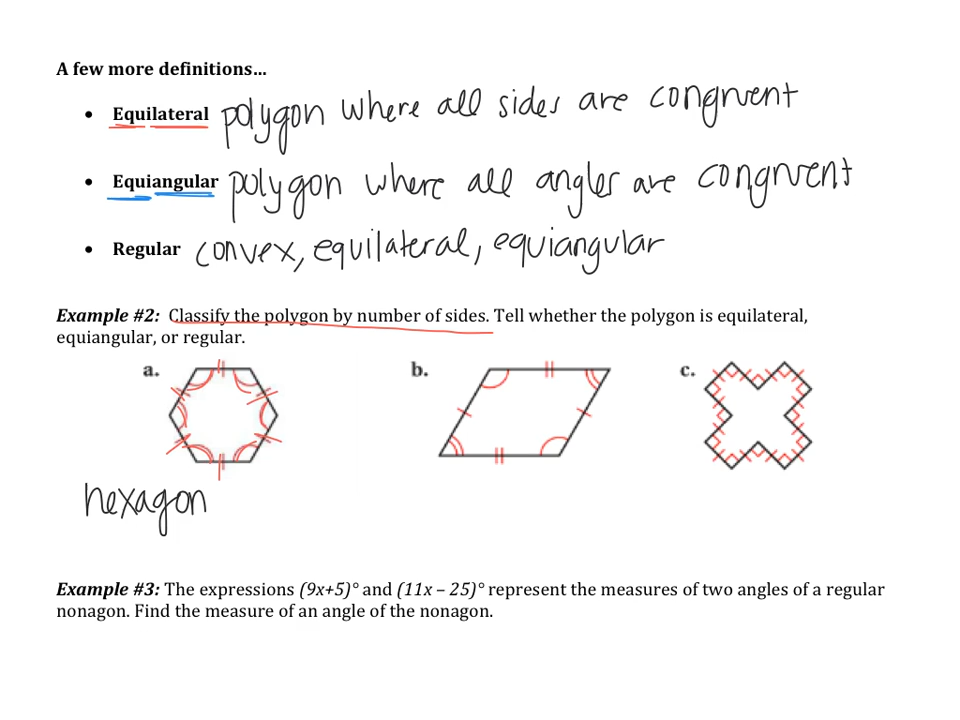 A few more definitions…
• Equilateral polygon where all sides are congruent
• Equiangular polygon where all angles are congruent
• Regular convex, equilateral, equiangular
Example #2: Classify the polygon by number of sides. Tell whether the polygon is equilateral,
equiangular, or regular.
a. b. c.
hexagon
Example #3: The expressions (9x+5)° and (11x – 25)° represent the measures of two angles of a regular
nonagon. Find the measure of an angle of the nonagon.